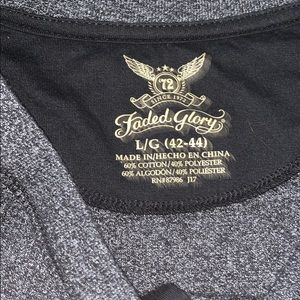 72
SINCE 1972
Faded Glory
L/G (42-44)
MADE IN/HECHO EN CHINA
60% COTTON/40% POLYESTER
60% ALGODÓN/40% POLIÉSTER
RN#87986 J17